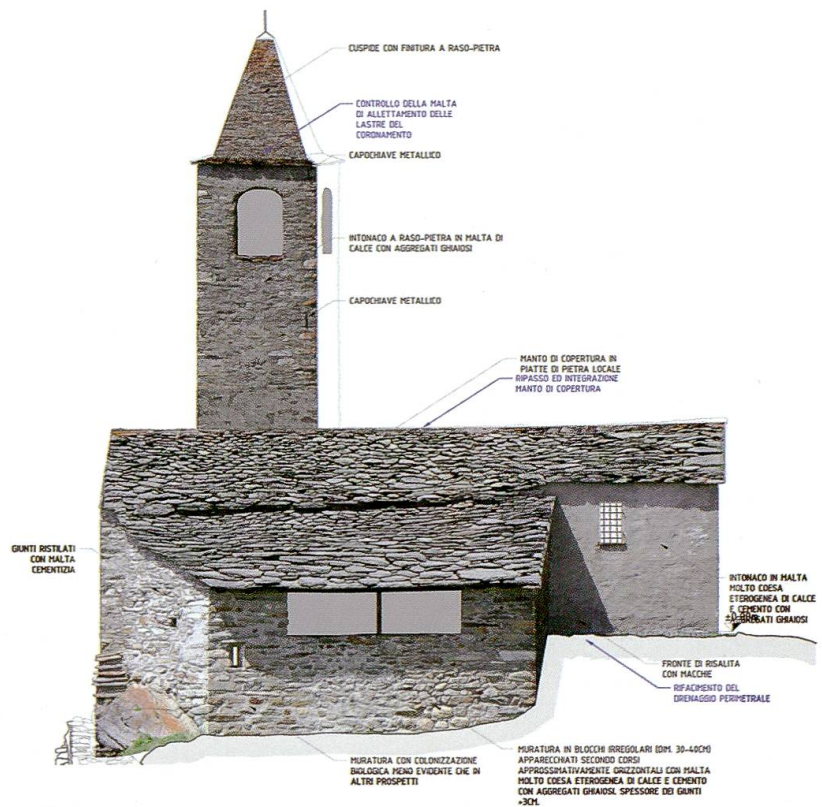 CUSPIDE CON FINITURA A RASO-PIETRA
CONTROLLO DELLA MALTA
DI ALLETTAMENTO DELLE
LASTRE DEL
CORONAMENTO
CAPOCHIAVE METALLICO
INTONACO A RASO-PIETRA IN MALTA DI
CALCE CON AGGREGATI GHIAIOSI
CAPOCHIAVE METALLICO
MANTO DI COPERTURA IN
PIATTE DI PIETRA LOCALE
RIPASSO ED INTEGRAZIONE
MANTO DI COPERTURA
GIUNTI RISTILATI
CON MALTA
CEMENTIZIA
INTONACO IN MALTA
MOLTO COESA
ETEROGENEA DI CALCE
E CEMENTO CON
AGGREGATI GHIAIOSI
FRONTE DI RISALITA
CON MACCHIE
RIFACIMENTO DEL
DRENAGGIO PERIMETRALE
MURATURA CON COLONIZZAZIONE
BIOLOGICA MENO EVIDENTE CHE IN
ALTRI PROSPETTI
MURATURA IN BLOCCHI IRREGOLARI (DIM. 30-40CM)
APPARECCHIATI SECONDO CORSI
APPROSSIMATIVAMENTE ORIZZONTALI CON MALTA
MOLTO COESA ETEROGENEA DI CALCE E CEMENTO
CON AGGREGATI GHIAIOSI. SPESSORE DEI GIUNTI
+3CM.